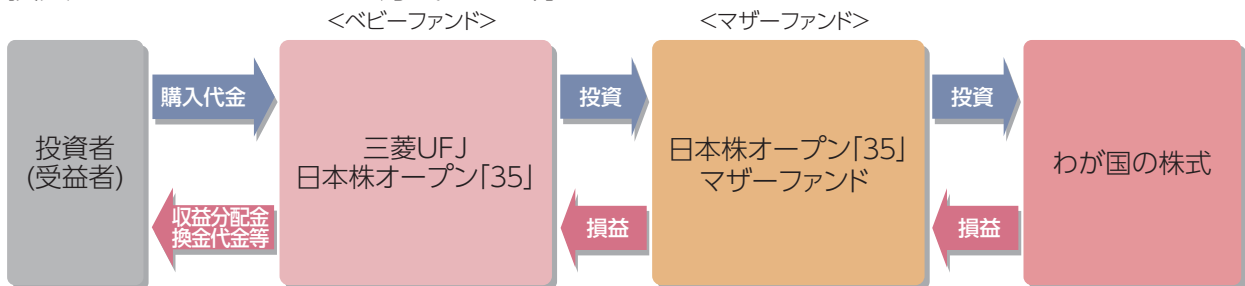 <ベビーファンド>
<マザーファンド>
投資者
(受益者)
購入代金
収益分配金
換金代金等
三菱UFJ
日本株オープン「35」
投資
損益
日本株オープン「35」
マザーファンド
投資
損益
わが国の株式